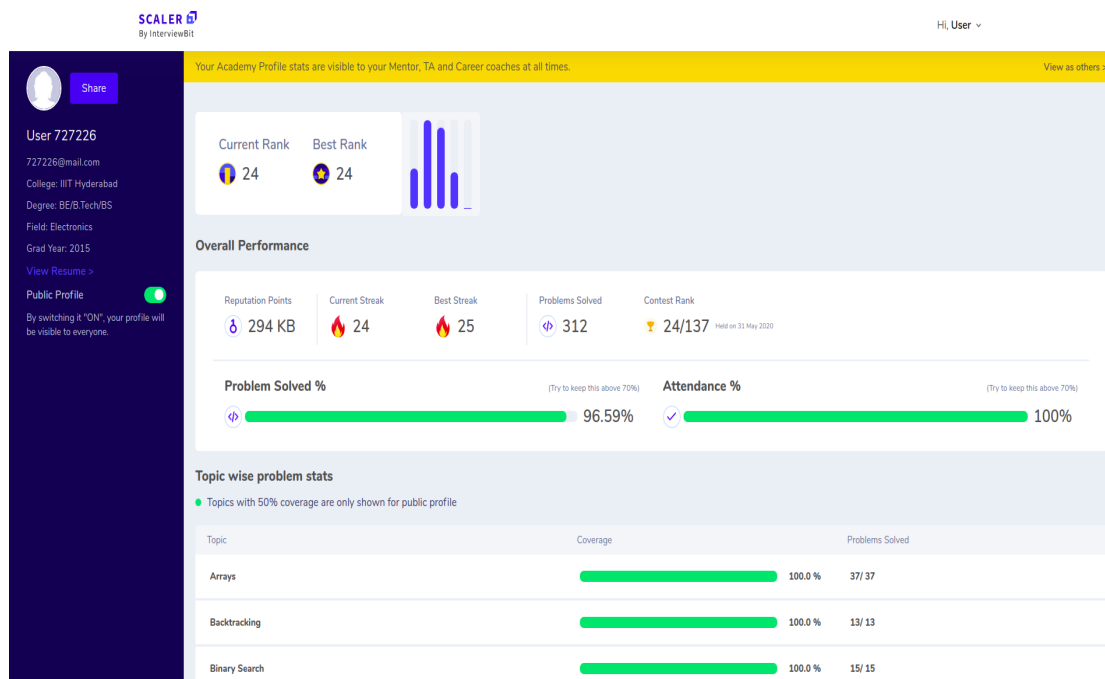 SCALER
By InterviewBit
Hi, User
Your Academy Profile stats are visible to your Mentor, TA and Career coaches at all times.
View as others >
Share
User 727226
727226@mail.com
College: IIIT Hyderabad
Degree: BE/B.Tech/BS
Field: Electronics
Grad Year: 2015
View Resume >
Public Profile
By switching it "ON", your profile will
be visible to everyone.
Current Rank Best Rank
24 24
Overall Performance
Reputation Points Current Streak Best Streak Problems Solved Contest Rank
294 KB 24 25 312 24/137 Held on 31 May 2020
Problem Solved % (Try to keep this above 70%) Attendance % (Try to keep this above 70%)
96.59% 100%
Topic wise problem stats
Topics with 50% coverage are only shown for public profile
Topic Coverage Problems Solved
Arrays 100.0 % 37/ 37
Backtracking 100.0 % 13/ 13
Binary Search 100.0 % 15/ 15